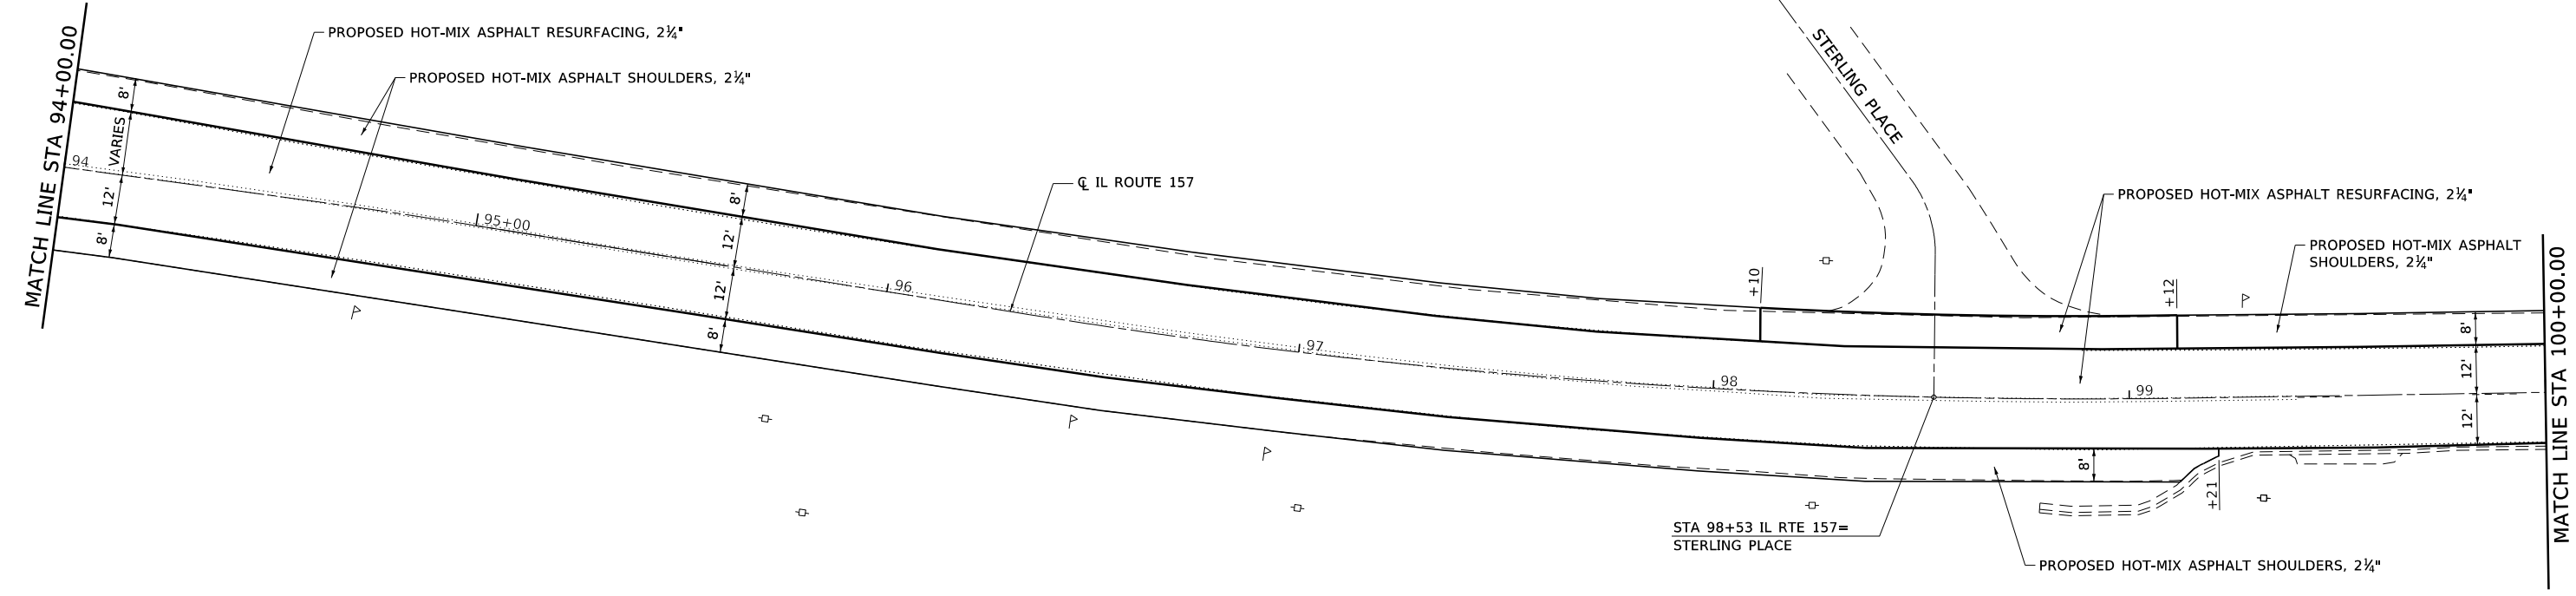 MATCH LINE STA 94+00.00
PROPOSED HOT-MIX ASPHALT RESURFACING, 2¼"
PROPOSED HOT-MIX ASPHALT SHOULDERS, 2¼"
8'
VARIES
12'
8'
94
95+00
8'
12'
12'
8'
96
℄ IL ROUTE 157
97
STERLING PLACE
+10
98
STA 98+53 IL RTE 157=
STERLING PLACE
PROPOSED HOT-MIX ASPHALT RESURFACING, 2¼"
+12
PROPOSED HOT-MIX ASPHALT
SHOULDERS, 2¼"
99
8'
+21
PROPOSED HOT-MIX ASPHALT SHOULDERS, 2¼"
8'
12'
12'
MATCH LINE STA 100+00.00